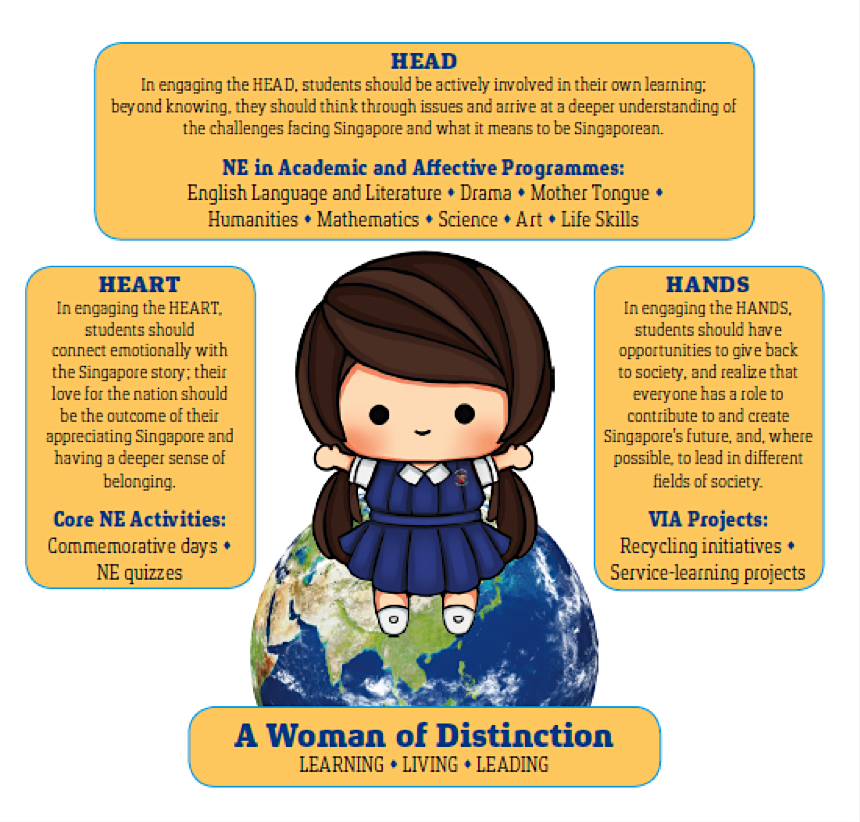 HEAD
In engaging the HEAD, students should be actively involved in their own learning;
beyond knowing, they should think through issues and arrive at a deeper understanding of
the challenges facing Singapore and what it means to be Singaporean.
NE in Academic and Affective Programmes:
English Language and Literature • Drama • Mother Tongue •
Humanities • Mathematics • Science • Art • Life Skills
HEART
In engaging the HEART,
students should
connect emotionally with
the Singapore story; their
love for the nation should
be the outcome of their
appreciating Singapore and
having a deeper sense of
belonging.
Core NE Activities:
Commemorative days •
NE quizzes
HANDS
In engaging the HANDS,
students should have
opportunities to give back
to society, and realize that
everyone has a role to
contribute to and create
Singapore's future, and, where
possible, to lead in different
fields of society.
VIA Projects:
Recycling initiatives •
Service-learning projects
A Woman of Distinction
LEARNING • LIVING • LEADING